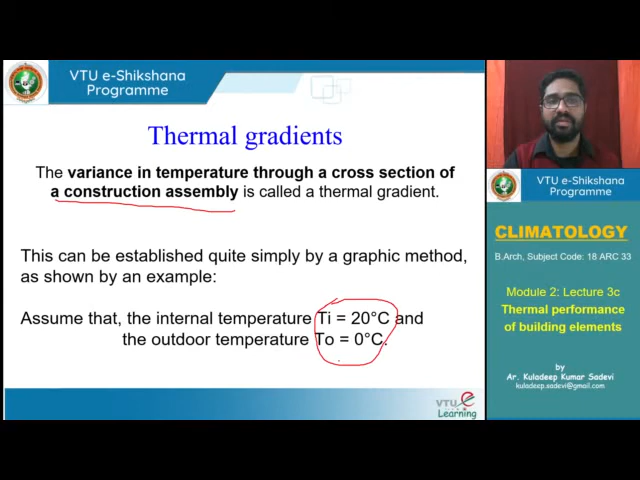 VTU e-Shikshana
Programme
Thermal gradients
The variance in temperature through a cross section of
a construction assembly is called a thermal gradient.
This can be established quite simply by a graphic method,
as shown by an example:
Assume that, the internal temperature Ti = 20°C and
the outdoor temperature To = 0°C.
VTU e
Learning
VTU e-Shikshana
Programme
CLIMATOLOGY
B.Arch, Subject Code: 18 ARC 33
Module 2: Lecture 3c
Thermal performance
of building elements
by
Ar. Kuladeep Kumar Sadevi
kuladeep.sadevi@gmail.com